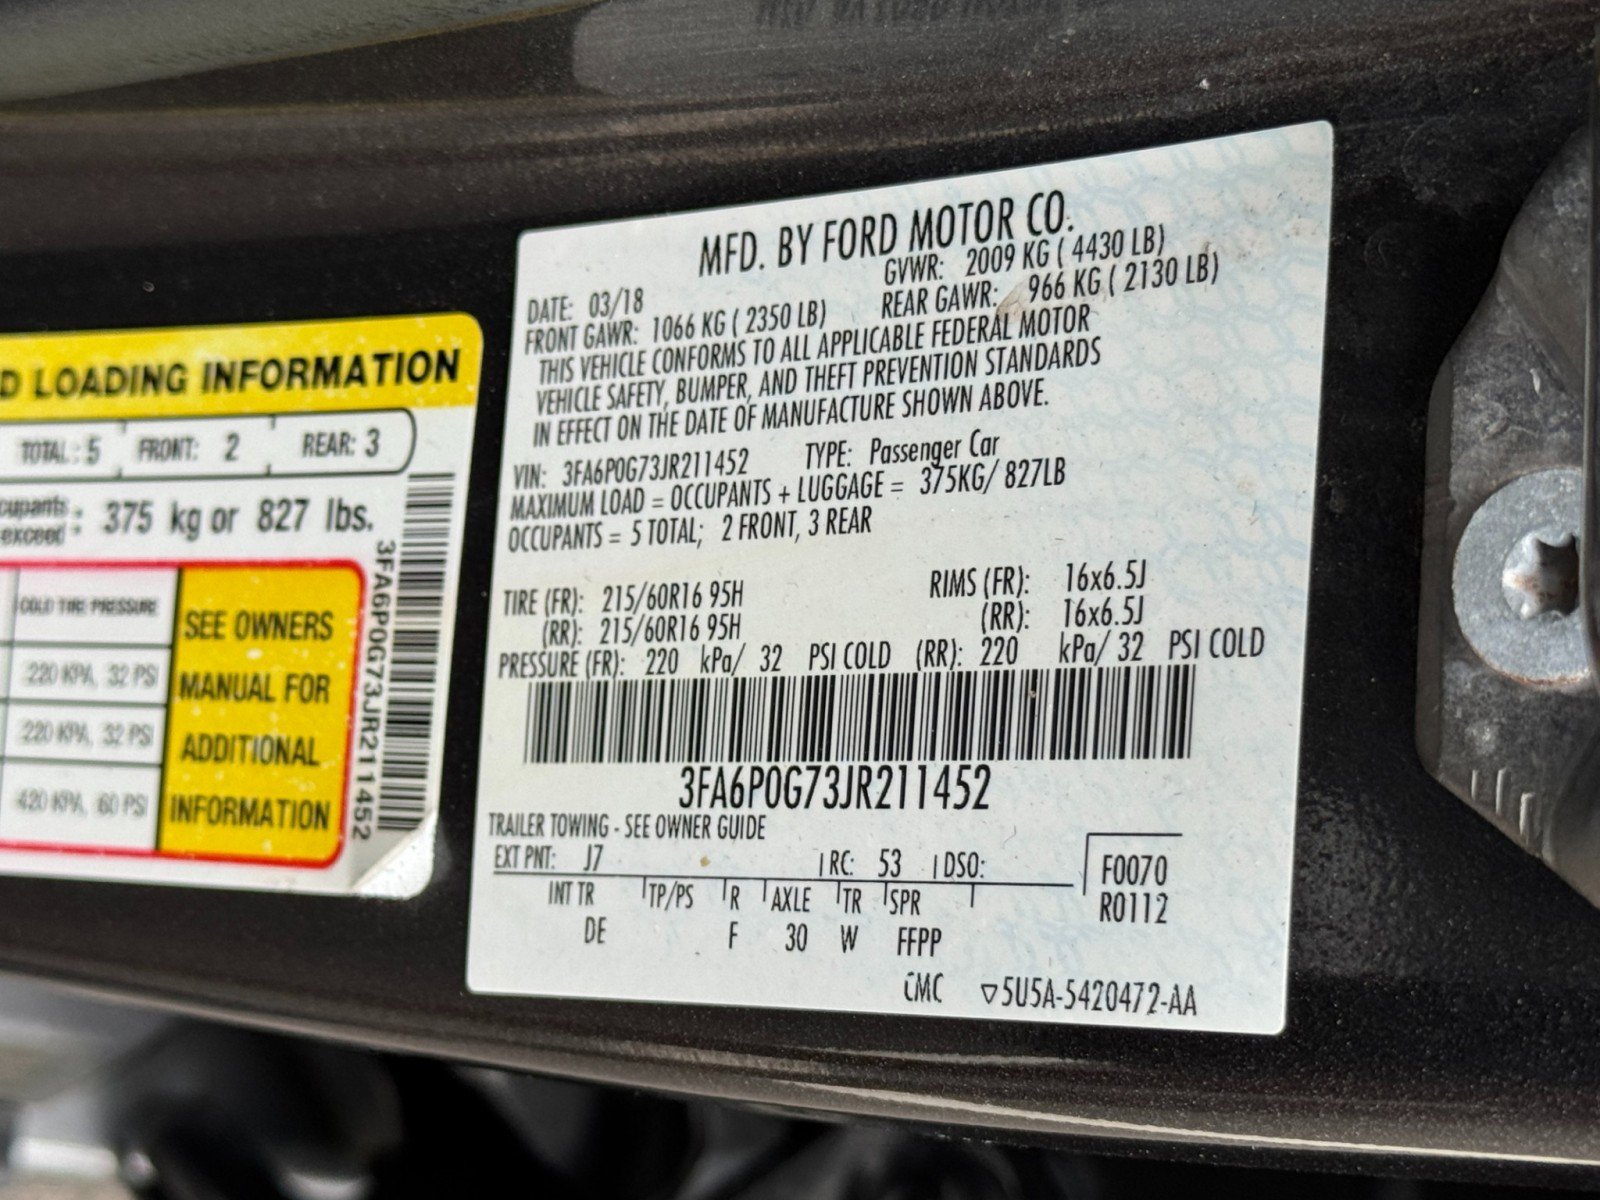 D LOADING INFORMATION
TOTAL: 5 FRONT: 2 REAR: 3
cupants
exceed : 375 kg or 827 lbs.
COLD TIRE PRESSURE
220 KPA, 32 PSI
220 KPA, 32 PSI
420 KPA, 60 PSI
SEE OWNERS
MANUAL FOR
ADDITIONAL
INFORMATION
3FA6P0G73JR211452
MFD. BY FORD MOTOR CO.
DATE: 03/18 GVWR: 2009 KG ( 4430 LB)
FRONT GAWR: 1066 KG ( 2350 LB) REAR GAWR: 966 KG ( 2130 LB)
THIS VEHICLE CONFORMS TO ALL APPLICABLE FEDERAL MOTOR
VEHICLE SAFETY, BUMPER, AND THEFT PREVENTION STANDARDS
IN EFFECT ON THE DATE OF MANUFACTURE SHOWN ABOVE.
VIN: 3FA6P0G73JR211452 TYPE: Passenger Car
MAXIMUM LOAD = OCCUPANTS + LUGGAGE = 375KG/ 827LB
OCCUPANTS = 5 TOTAL; 2 FRONT, 3 REAR
TIRE (FR): 215/60R16 95H RIMS (FR): 16x6.5J
(RR): 215/60R16 95H (RR): 16x6.5J
PRESSURE (FR): 220 kPa/ 32 PSI COLD (RR): 220 kPa/ 32 PSI COLD
3FA6P0G73JR211452
TRAILER TOWING - SEE OWNER GUIDE
EXT PNT: J7 RC: 53 DSO: F0070
INT TR TP/PS R AXLE TR SPR R0112
DE F 30 W FFPP
CMC ▽5U5A-5420472-AA